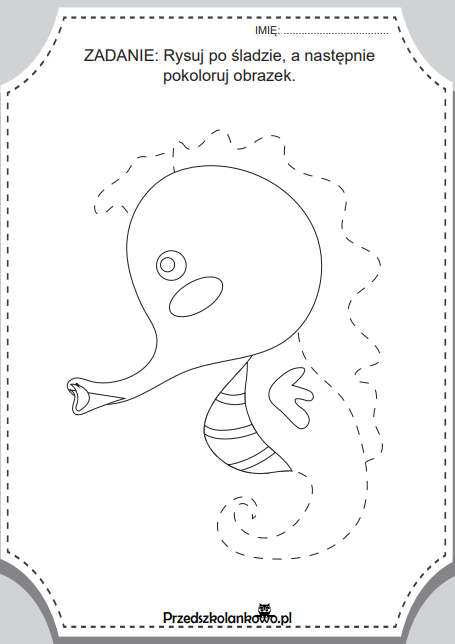 IMIĘ: ...................................
ZADANIE: Rysuj po śladzie, a następnie
pokoloruj obrazek.
Przedszkolankowo.pl